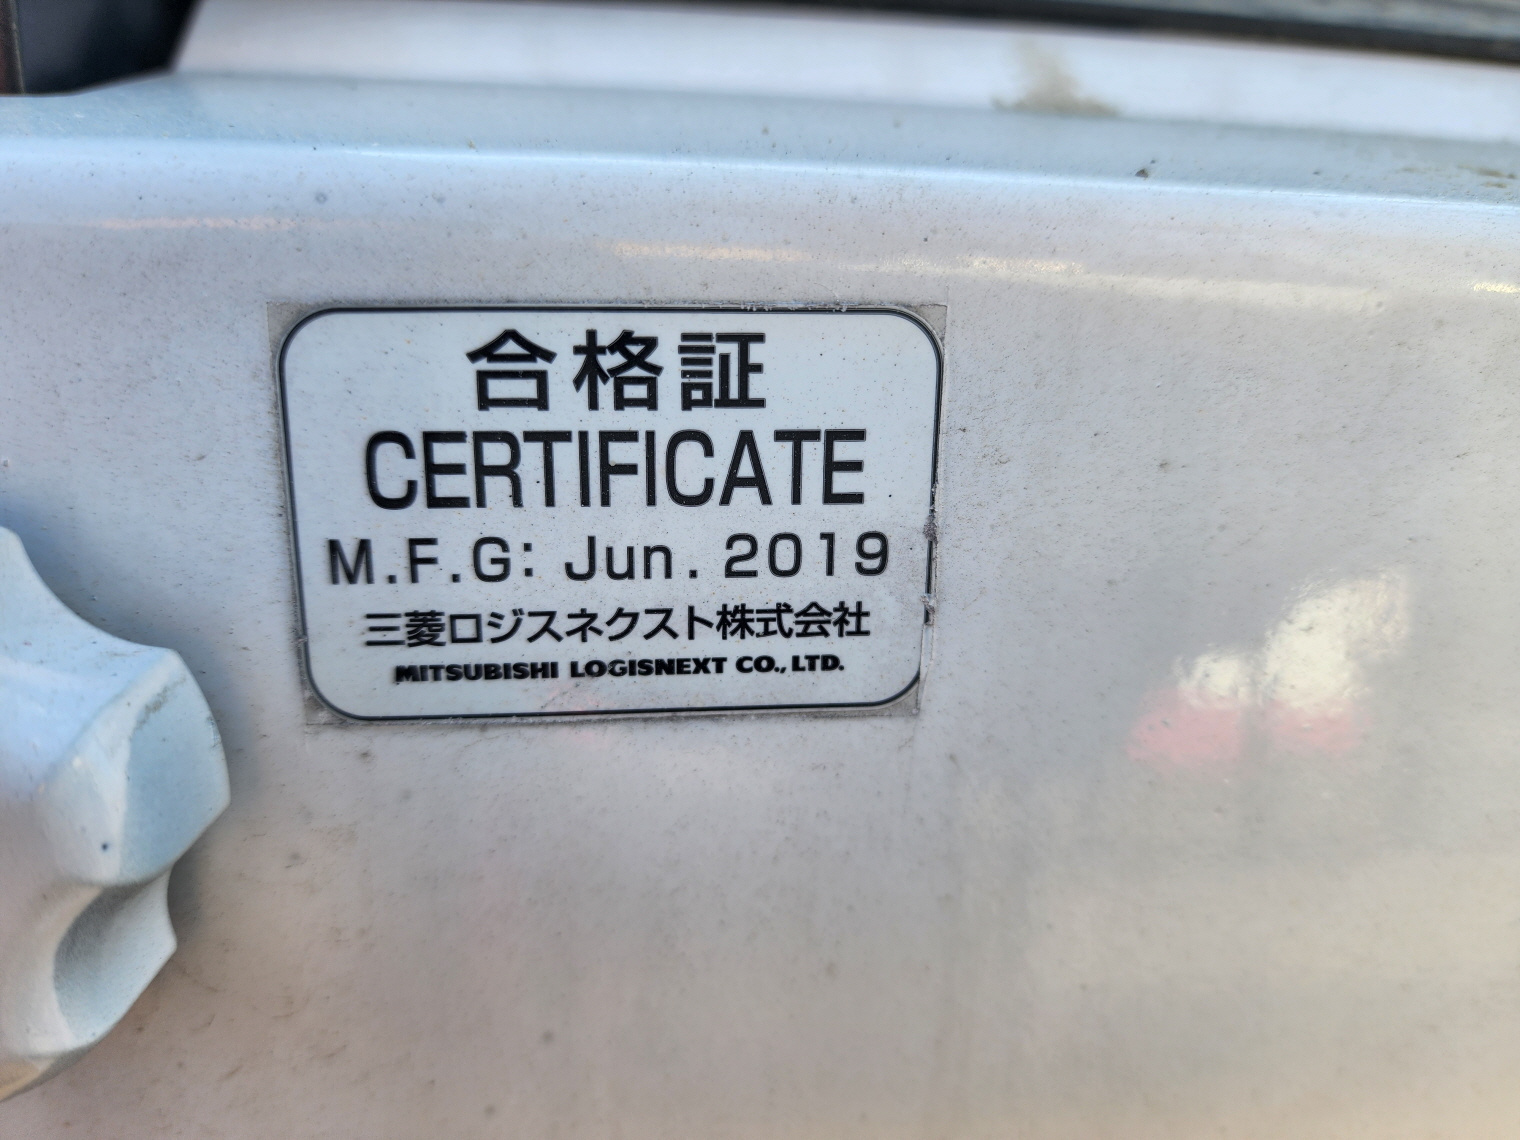 合格証
CERTIFICATE
M.F.G: Jun. 2019
三菱ロジスネクスト株式会社
MITSUBISHI LOGISNEXT CO., LTD.